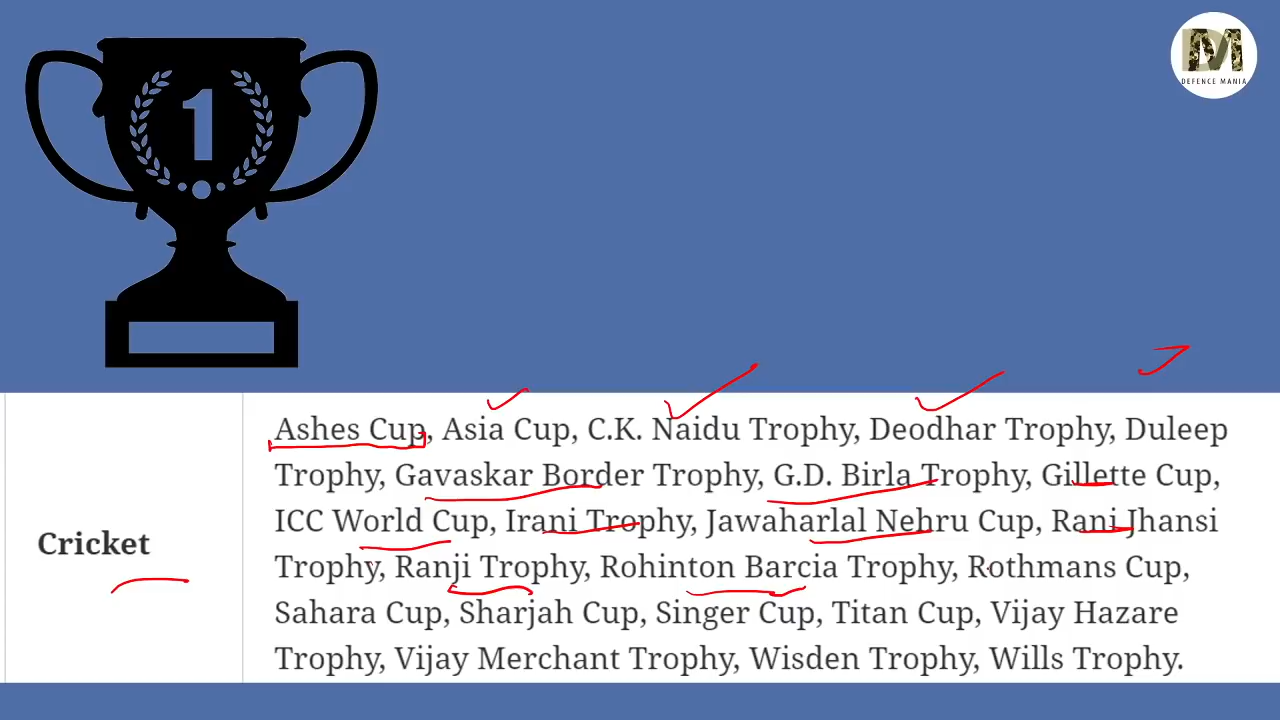 1
DM
DEFENCE MANIA
Cricket
Ashes Cup, Asia Cup, C.K. Naidu Trophy, Deodhar Trophy, Duleep
Trophy, Gavaskar Border Trophy, G.D. Birla Trophy, Gillette Cup,
ICC World Cup, Irani Trophy, Jawaharlal Nehru Cup, Rani Jhansi
Trophy, Ranji Trophy, Rohinton Barcia Trophy, Rothmans Cup,
Sahara Cup, Sharjah Cup, Singer Cup, Titan Cup, Vijay Hazare
Trophy, Vijay Merchant Trophy, Wisden Trophy, Wills Trophy.